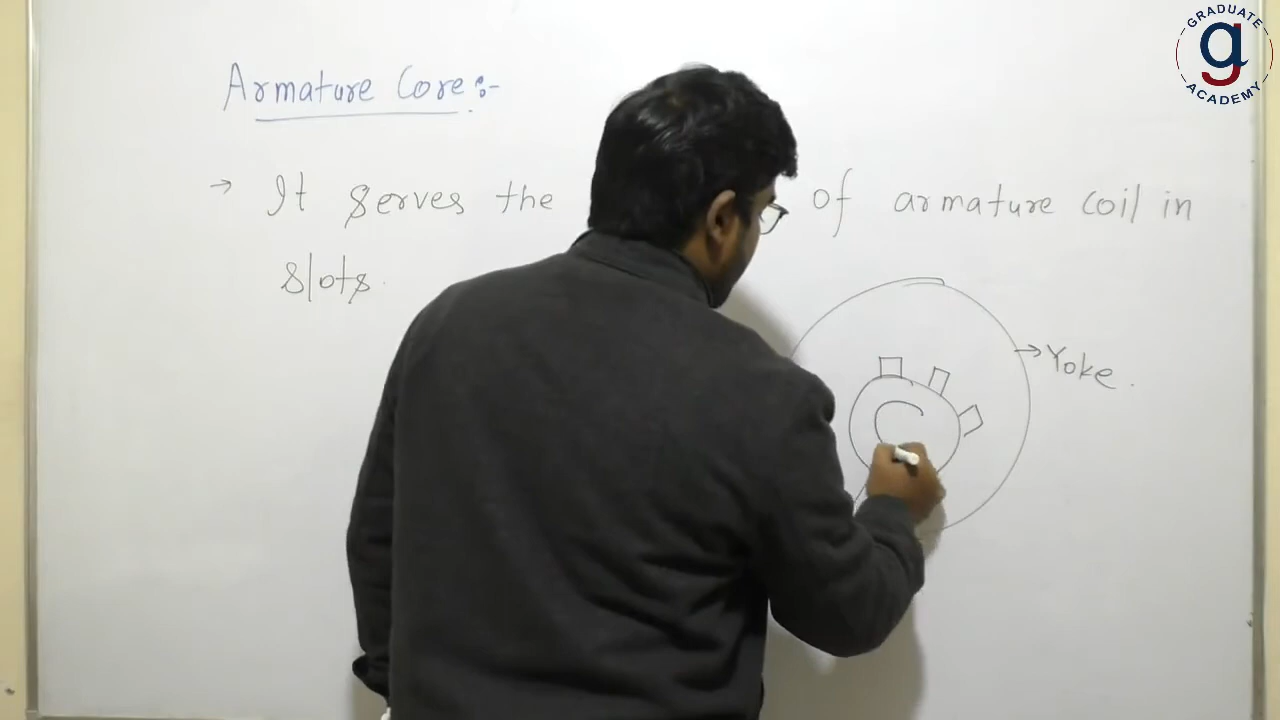 GRADUATE
ACADEMY
Armature Core:-
→ It serves the of armature coil in
slots.
→ Yoke.